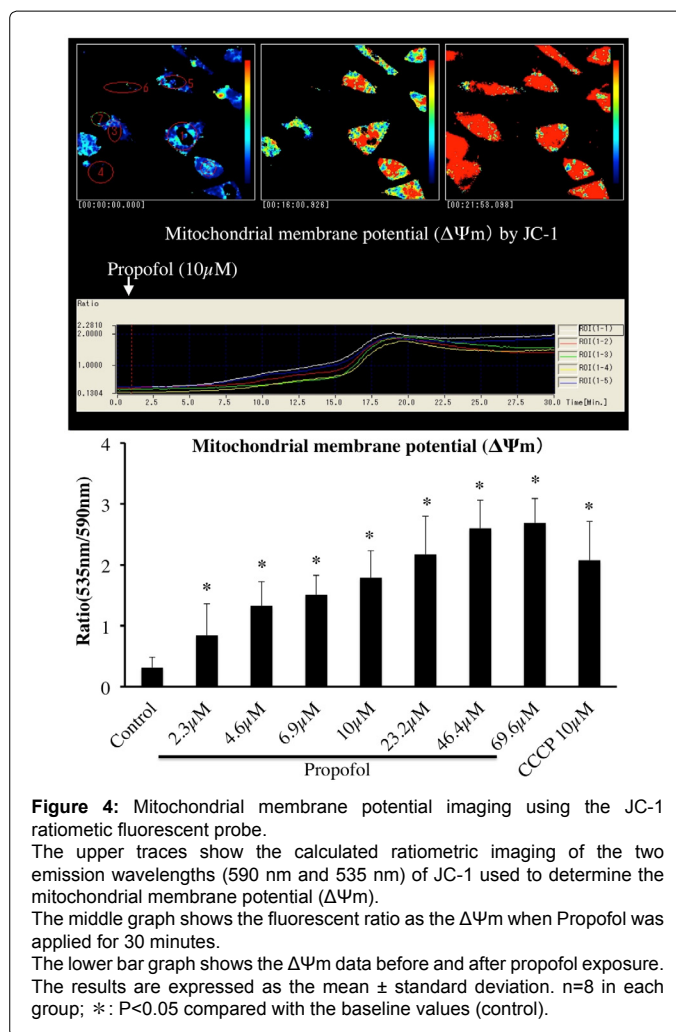 6 5
7
3 1
4
[00:00:00.000] [00:16:00.926] [00:21:53.098]
Mitochondrial membrane potential (ΔΨm) by JC-1
Propofol (10µM)
Ratio
2.2810
2.0000
1.0000
0.1304
ROI(1-1)
ROI(1-2)
ROI(1-3)
ROI(1-4)
ROI(1-5)
0.0 2.5 5.0 7.5 10.0 12.5 15.0 17.5 20.0 22.5 25.0 27.5 30.0 Time[Min.]
Mitochondrial membrane potential (ΔΨm)
Ratio(535nm/590nm)
4
3
2
1
0
* * * * * * * *
Control 2.3µM 4.6µM 6.9µM 10µM 23.2µM 46.4µM 69.6µM CCCP 10µM
Propofol
Figure 4: Mitochondrial membrane potential imaging using the JC-1
ratiometic fluorescent probe.
The upper traces show the calculated ratiometric imaging of the two
emission wavelengths (590 nm and 535 nm) of JC-1 used to determine the
mitochondrial membrane potential (ΔΨm).
The middle graph shows the fluorescent ratio as the ΔΨm when Propofol was
applied for 30 minutes.
The lower bar graph shows the ΔΨm data before and after propofol exposure.
The results are expressed as the mean ± standard deviation. n=8 in each
group; ＊: P<0.05 compared with the baseline values (control).